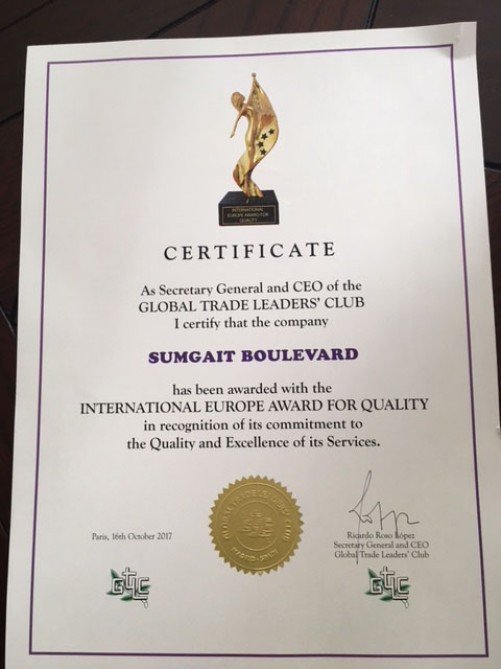 INTERNATIONAL
EUROPE AWARD FOR
QUALITY
CERTIFICATE
As Secretary General and CEO of the
GLOBAL TRADE LEADERS' CLUB
I certify that the company
SUMGAIT BOULEVARD
has been awarded with the
INTERNATIONAL EUROPE AWARD FOR QUALITY
in recognition of its commitment to
the Quality and Excellence of its Services.
Paris, 16th October 2017
Ricardo Roso López
Secretary General and CEO
Global Trade Leaders' Club
GTLC
GTLC